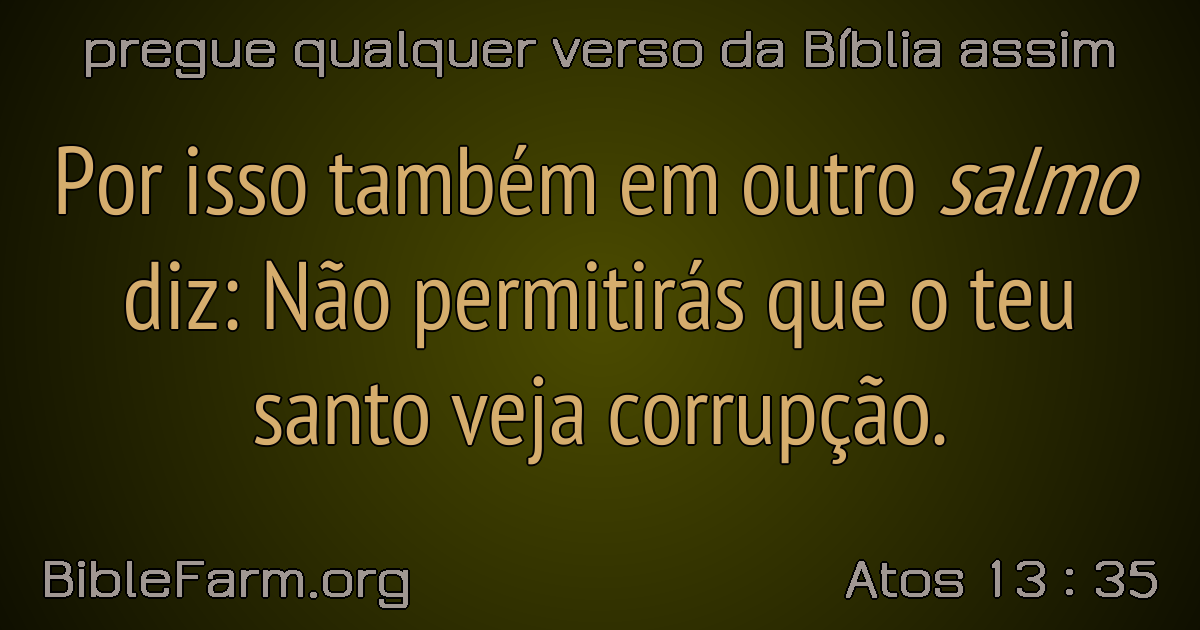 pregue qualquer verso da Bíblia assim
Por isso também em outro salmo
diz: Não permitirás que o teu
santo veja corrupção.
BibleFarm.org
Atos 13 : 35